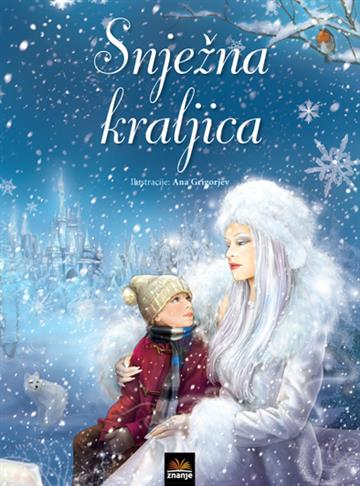 Snježna
kraljica
Ilustracije: Ana Grigorjev
znanje